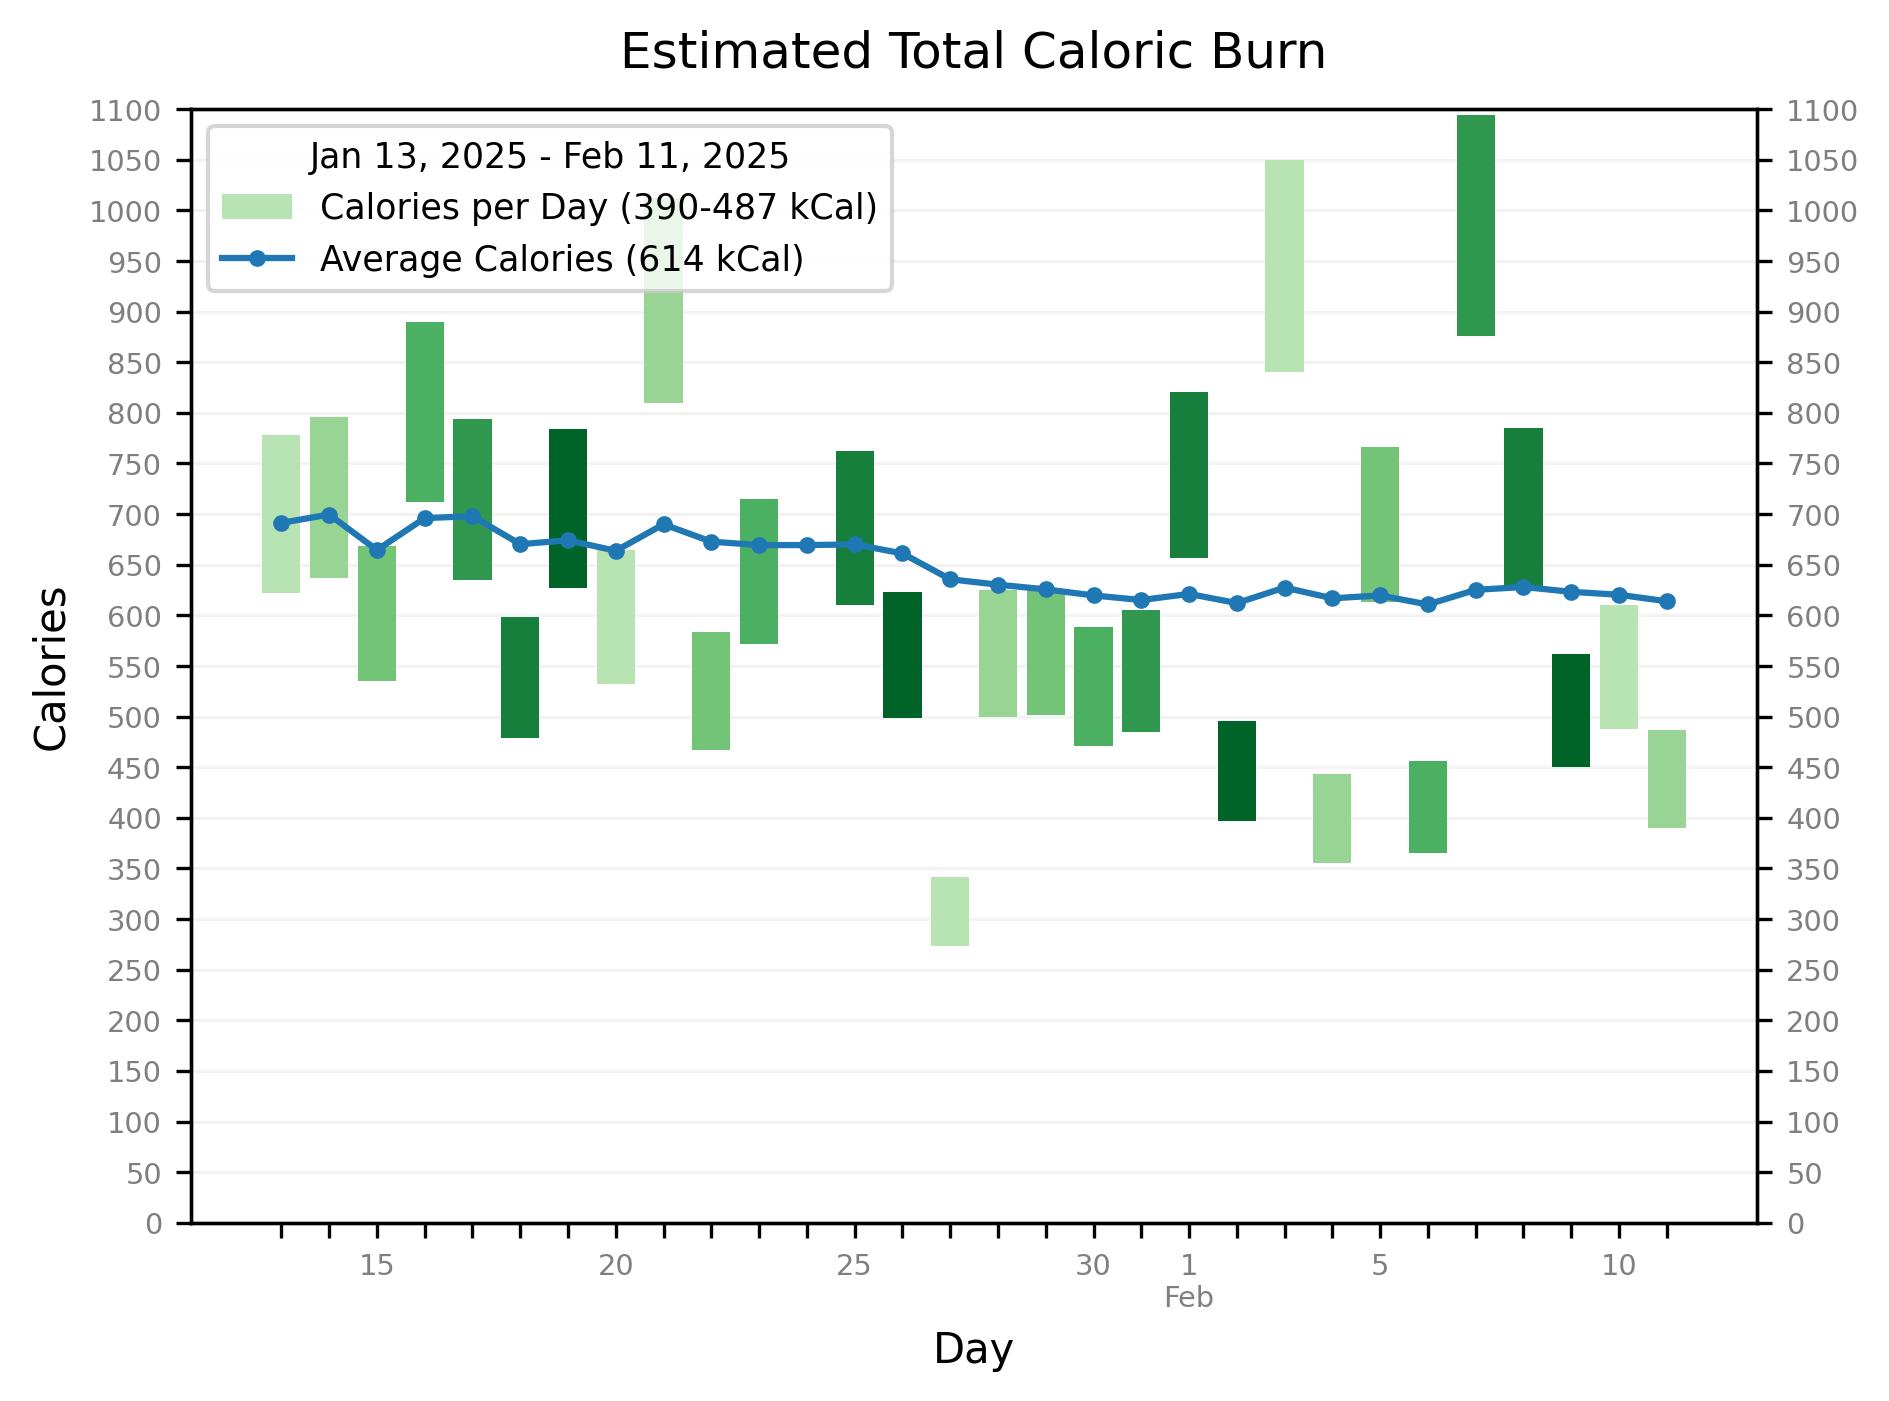 Estimated Total Caloric Burn
Jan 13, 2025 - Feb 11, 2025
Calories per Day (390-487 kCal)
Average Calories (614 kCal)
1100 1100
1050 1050
1000 1000
950 950
900 900
850 850
800 800
750 750
700 700
650 650
600 600
550 550
500 500
450 450
400 400
350 350
300 300
250 250
200 200
150 150
100 100
50 50
0 0
Calories
15 20 25 30 1 5 10
Feb
Day